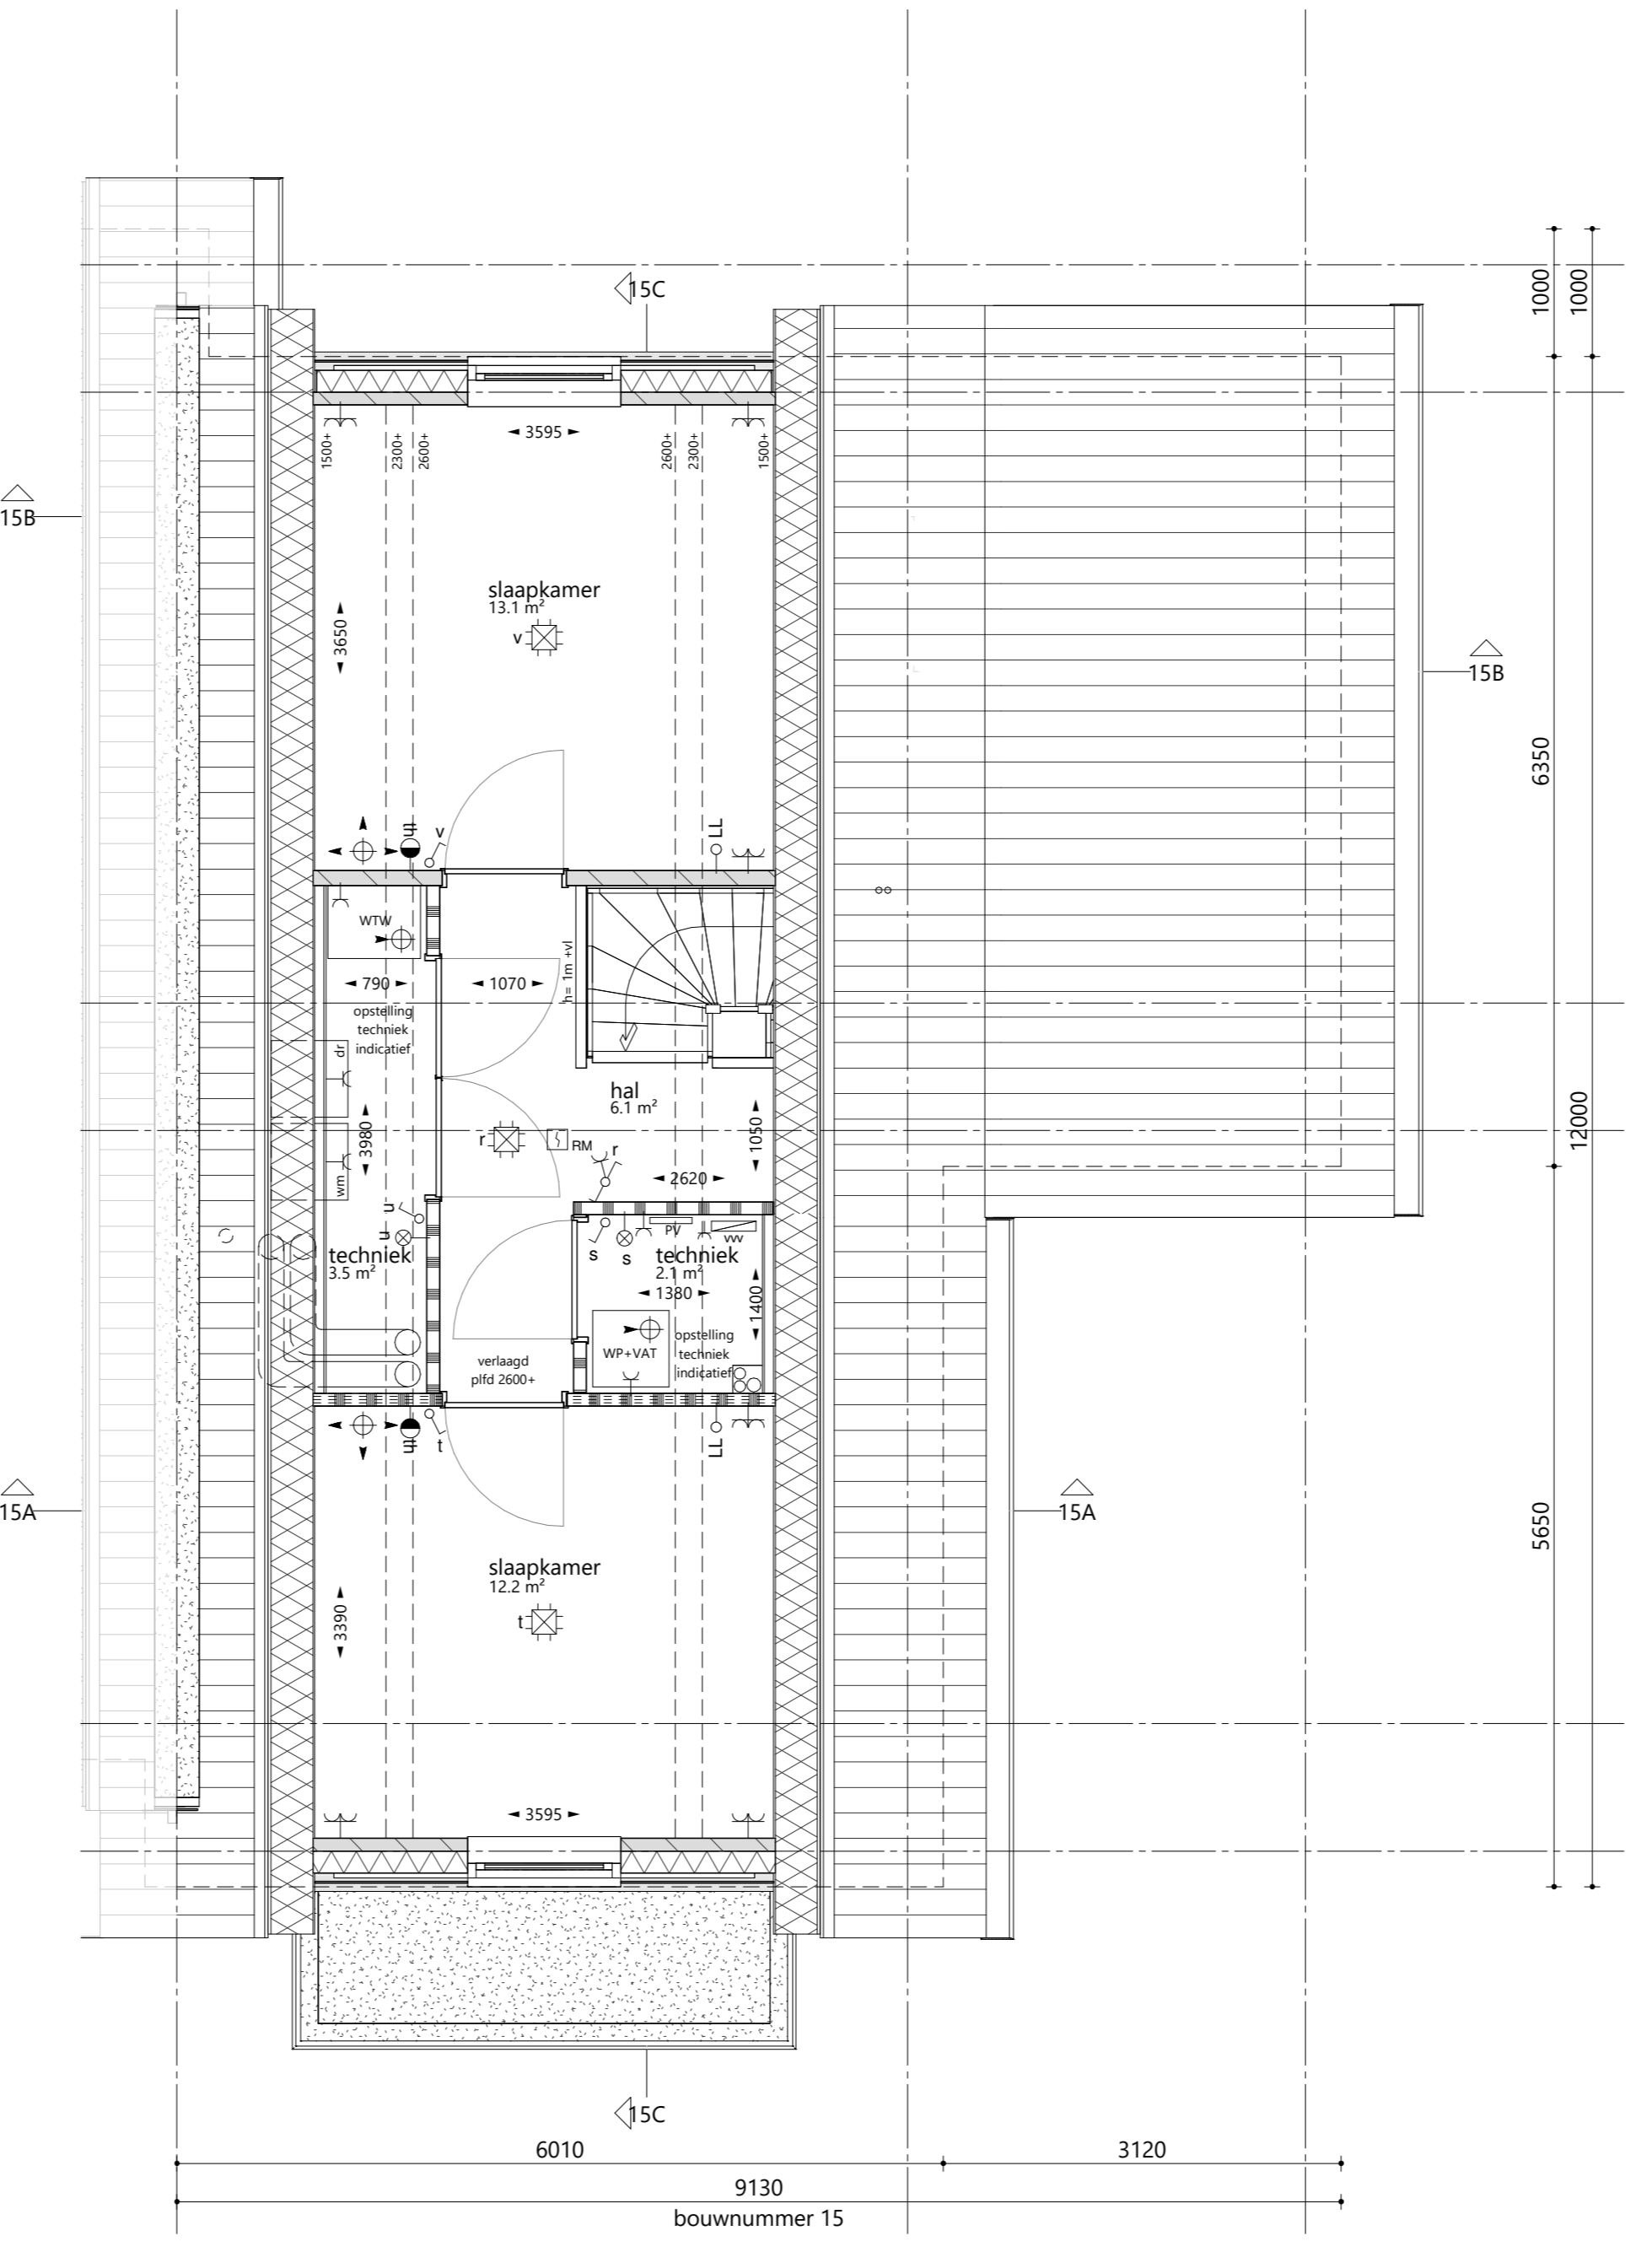 15C
1000
1000
3595
1500+
2300+
2600+
2600+
2300+
1500+
15B
slaapkamer
13.1 m²
v
3650
15B
6350
th
v
LL
WTW
h= 1m +vl
790
1070
opstelling
techniek
indicatief
dr
hal
6.1 m²
3980
1050
12000
r
RM
r
wm
2620
n
n
PV
vvv
s
s
techniek
3.5 m²
techniek
2.1 m²
1380
1400
opstelling
techniek
indicatief
WP+VAT
verlaagd
plfd 2600+
th
t
LL
15A
15A
5650
slaapkamer
12.2 m²
t
3390
3595
15C
6010
3120
9130
bouwnummer 15